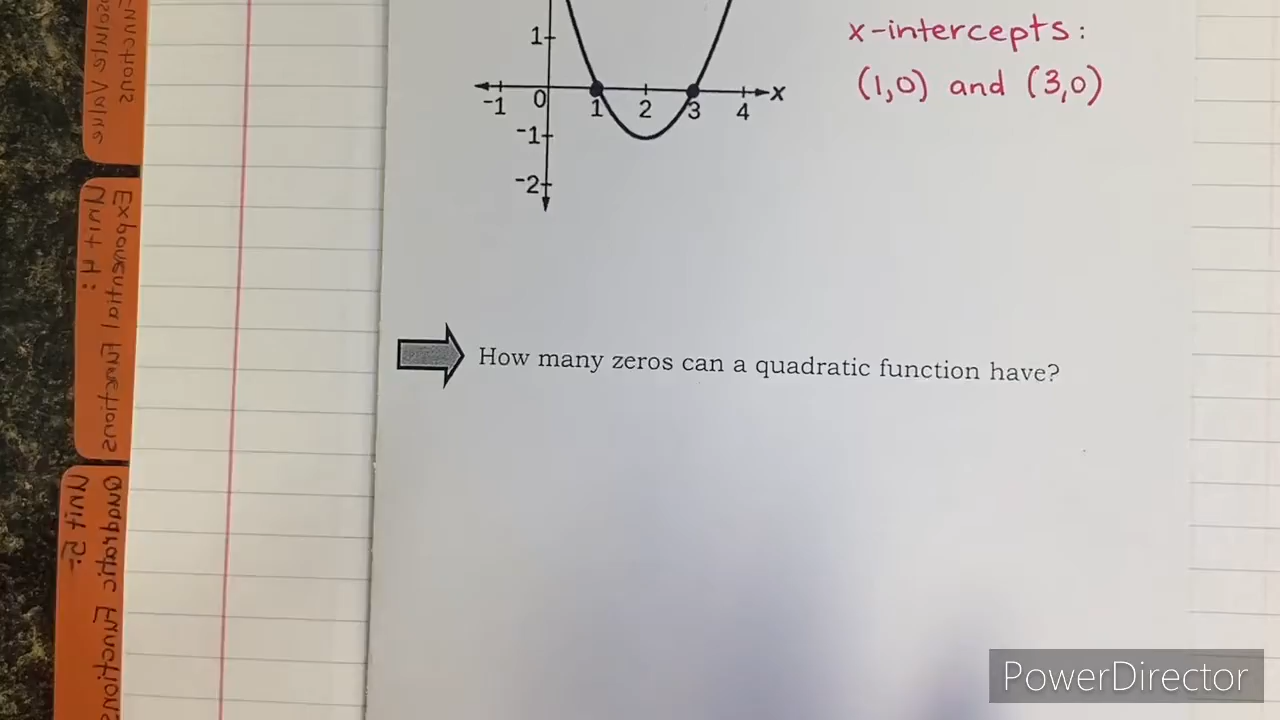 1
x-intercepts:
(1,0) and (3,0)
-1 0 1 2 3 4 x
-1
-2
How many zeros can a quadratic function have?
Exponential Functions
Unit 4:
Quadratic Functions
Unit 5:
Functions
PowerDirector